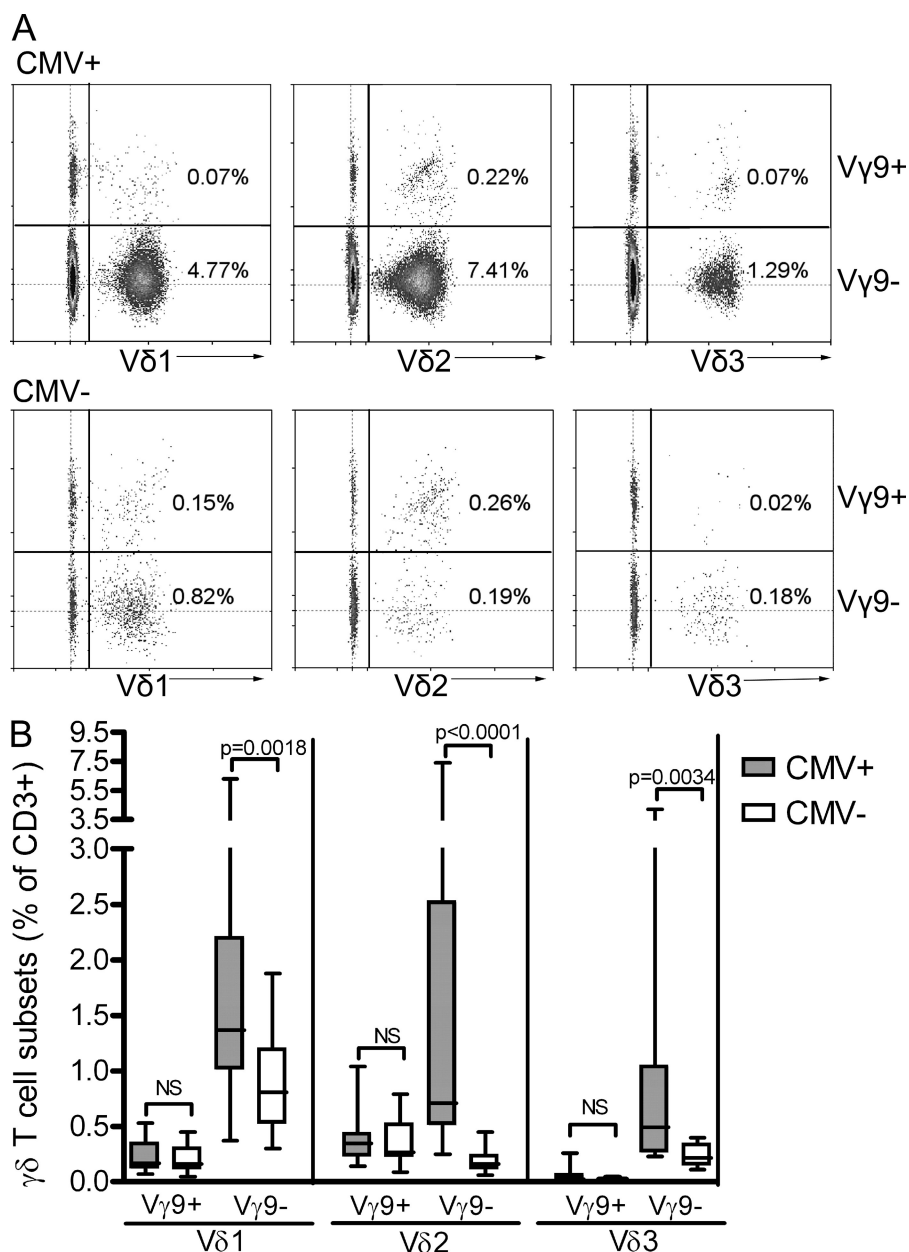 A
CMV+
0.07%
0.22%
0.07%
Vγ9+
4.77%
7.41%
1.29%
Vγ9-
Vδ1
Vδ2
Vδ3
CMV-
0.15%
0.26%
0.02%
Vγ9+
0.82%
0.19%
0.18%
Vγ9-
Vδ1
Vδ2
Vδ3
B
γδ T cell subsets (% of CD3+)
9.5
7.5
5.5
3.5
3.0
2.5
2.0
1.5
1.0
0.5
0.0
p=0.0018
p<0.0001
p=0.0034
NS
NS
NS
CMV+
CMV-
Vγ9+ Vγ9- Vγ9+ Vγ9- Vγ9+ Vγ9-
Vδ1 Vδ2 Vδ3